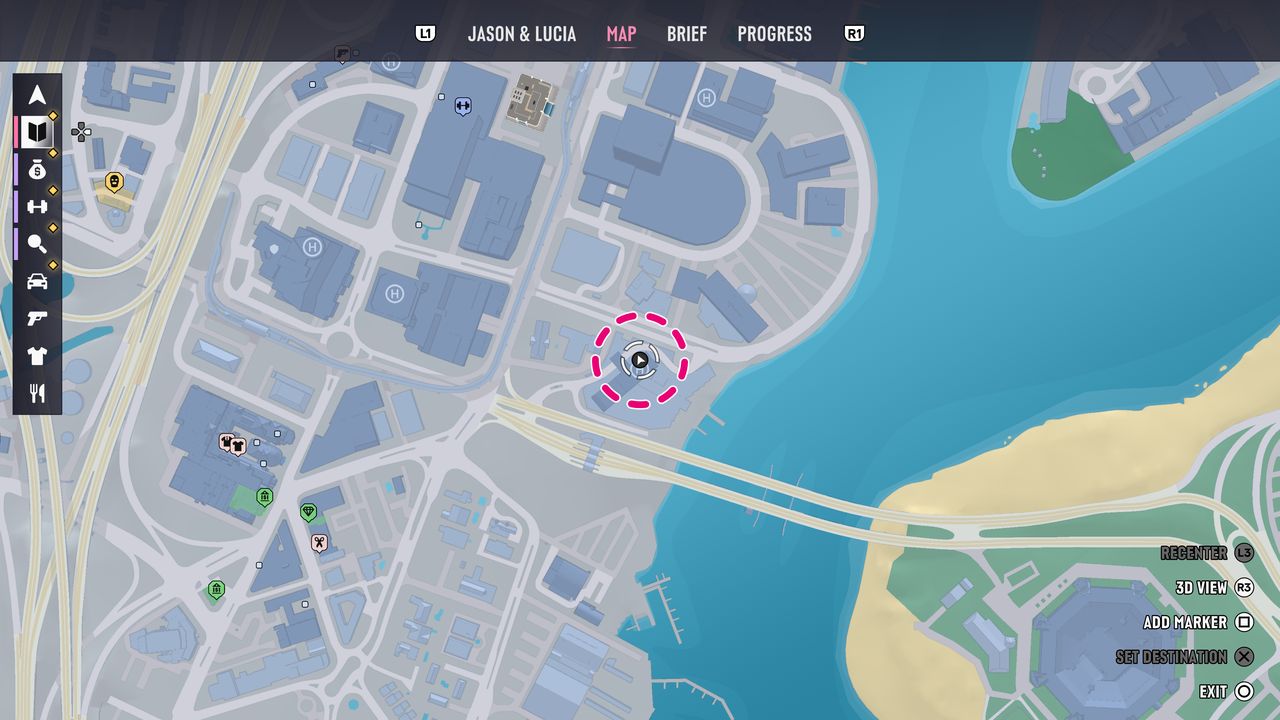 L1 JASON & LUCIA MAP BRIEF PROGRESS R1
H
H
H
H
RECENTER L3
3D VIEW R3
ADD MARKER
SET DESTINATION
EXIT